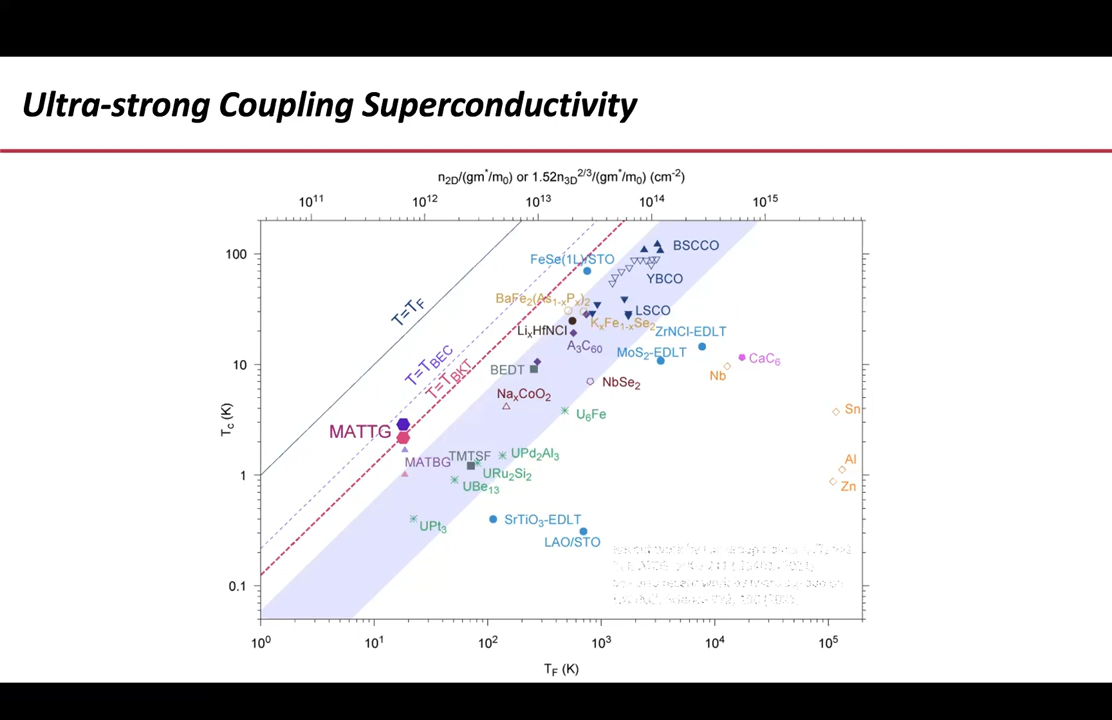 Ultra-strong Coupling Superconductivity
n2D/(gm*/m0) or 1.52n3D^2/3/(gm*/m0) (cm^-2)
10^11 10^12 10^13 10^14 10^15
100
10
1
0.1
Tc (K)
T=TF
T=TBEC
T=TBKT
FeSe(1L)/STO
BSCCO
YBCO
BaFe2(As1-xPx)2
LSCO
KxFe1-xSe2
LixHfNCl
ZrNCl-EDLT
A3C60
MoS2-EDLT
CaC6
BEDT
Nb
NbSe2
NaxCoO2
Sn
U6Fe
MATTG
MATBG
TMTSF
UPd2Al3
URu2Si2
Al
UBe13
Zn
UPt3
SrTiO3-EDLT
LAO/STO
10^0 10^1 10^2 10^3 10^4 10^5
TF (K)